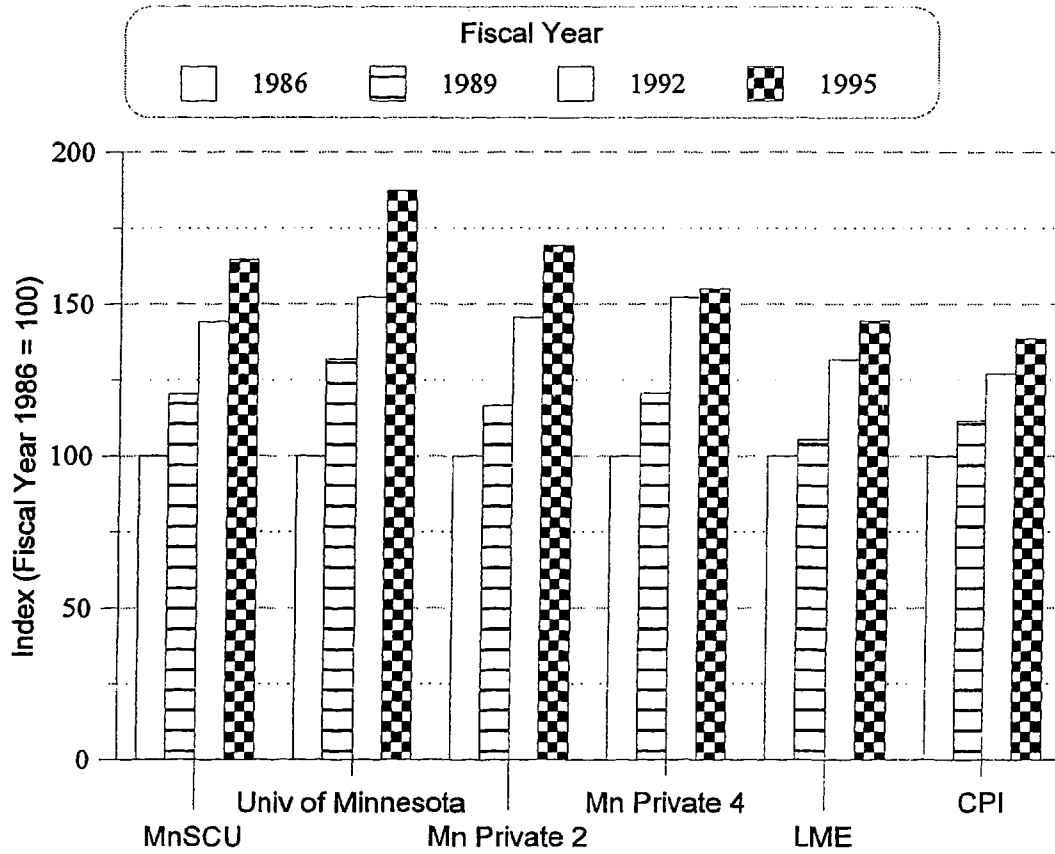 Fiscal Year
1986 1989 1992 1995
Index (Fiscal Year 1986 = 100)
200
150
100
50
0
Univ of Minnesota Mn Private 4 CPI
MnSCU Mn Private 2 LME